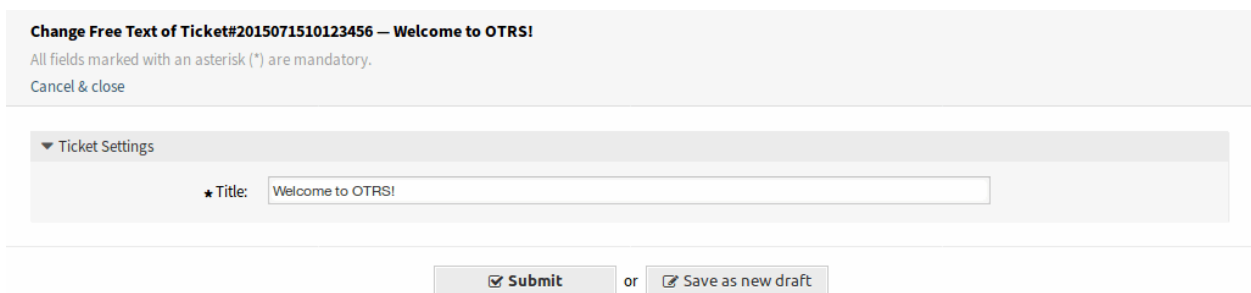 Change Free Text of Ticket#2015071510123456 — Welcome to OTRS!
All fields marked with an asterisk (*) are mandatory.
Cancel & close
Ticket Settings
★ Title: Welcome to OTRS!
Submit or Save as new draft